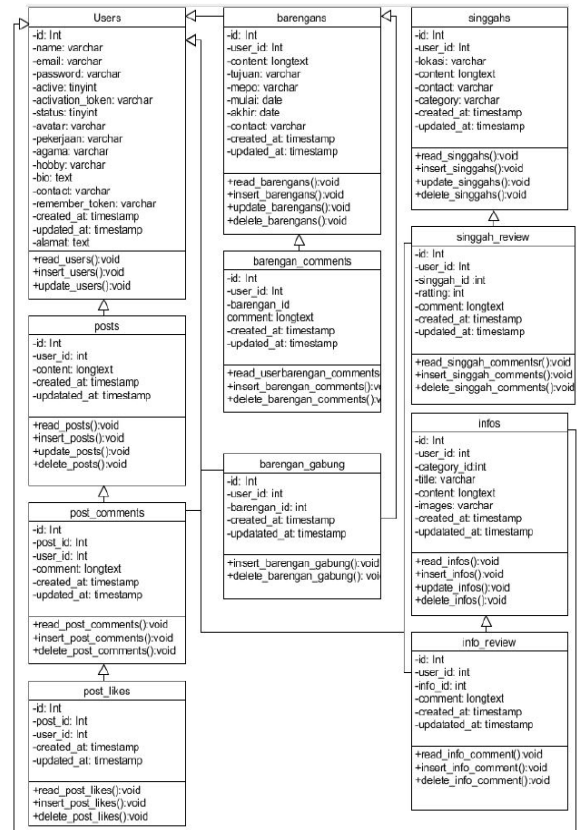 Users
-id: Int
-name: varchar
-email: varchar
-password: varchar
-active: tinyint
-activation_token: varchar
-status: tinyint
-avatar: varchar
-pekerjaan: varchar
-agama: varchar
-hobby: varchar
-bio: text
-contact: varchar
-remember_token: varchar
-created_at: timestamp
-updated_at: timestamp
-alamat: text
+read_users():void
+insert_users():void
+update_users():void
posts
-id: Int
-user_id: int
-content: longtext
-created_at: timestamp
-updatated_at: timestamp
+read_posts():void
+insert_posts():void
+update_posts():void
+delete_posts():void
post_comments
-id: Int
-post_id: Int
-user_id: Int
-comment: longtext
-created_at: timestamp
-updated_at: timestamp
+read_post_comments():void
+insert_post_comments():void
+delete_post_comments():void
post_likes
-id: Int
-post_id: Int
-user_id: Int
-created_at: timestamp
-updated_at: timestamp
+read_post_likes():void
+insert_post_likes():void
+delete_post_likes():void
barengans
-id: Int
-user_id: Int
-content: longtext
-tujuan: varchar
-mepo: varchar
-mulai: date
-akhir: date
-contact: varchar
-created_at: timestamp
-updated_at: timestamp
+read_barengans():void
+insert_barengans():void
+update_barengans():void
+delete_barengans():void
barengan_comments
-id: Int
-user_id: Int
-barengan_id
comment: longtext
-created_at: timestamp
-updated_at: timestamp
+read_userbarengan_comments
+insert_barengan_comments():v
+delete_barengan_comments():v
barengan_gabung
-id: Int
-user_id: int
-barengan_id: int
-created_at: timestamp
-updatated_at: timestamp
+insert_barengan_gabung():void
+delete_barengan_gabung(): voi
singgahs
-id: Int
-user_id: Int
-lokasi: varchar
-content: longtext
-contact: varchar
-category: varchar
-created_at: timestamp
-updated_at: timestamp
+read_singgahs():void
+insert_singgahs():void
+update_singgahs():void
+delete_singgahs():void
singgah_review
-id: Int
-user_id: Int
-singgah_id :int
-ratting: int
-comment: longtext
-created_at: timestamp
-updated_at: timestamp
+read_singgah_commentsr():void
+insert_singgah_comments():void
+delete_singgah_comments():void
infos
-id: Int
-user_id: Int
-category_id:int
-title: varchar
-content: longtext
-images: varchar
-created_at: timestamp
-updatated_at: timestamp
+read_infos():void
+insert_infos():void
+update_infos():void
+delete_infos():void
info_review
-id: Int
-user_id: int
-info_id: int
-comment: longtext
-created_at: timestamp
-updatated_at: timestamp
+read_info_comment():void
+insert_info_comment():void
+delete_info_comment():void